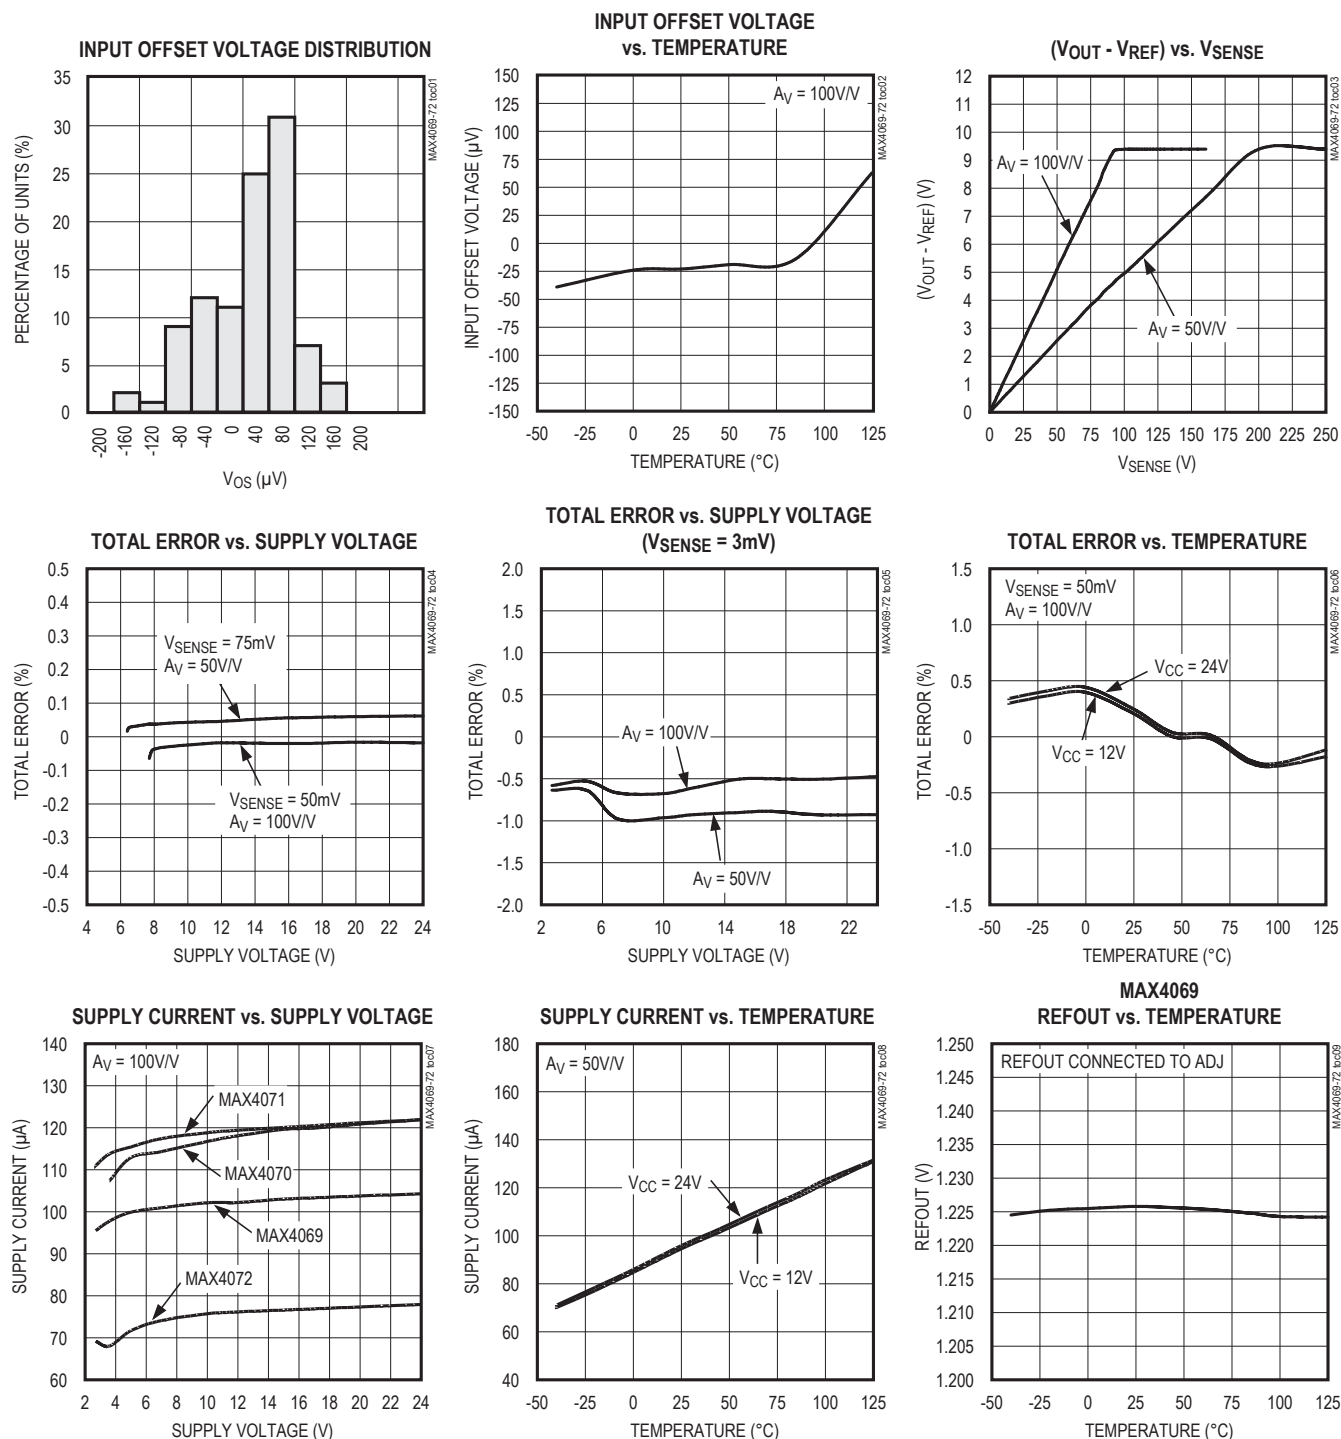 INPUT OFFSET VOLTAGE DISTRIBUTION
MAX4069-72 toc01
35
30
25
20
15
10
5
0
PERCENTAGE OF UNITS (%)
-200
-160
-120
-80
-40
0
40
80
120
160
200
VOS (µV)
INPUT OFFSET VOLTAGE
vs. TEMPERATURE
MAX4069-72 toc02
AV = 100V/V
150
125
100
75
50
25
0
-25
-50
-75
-100
-125
-150
INPUT OFFSET VOLTAGE (µV)
-50 -25 0 25 50 75 100 125
TEMPERATURE (°C)
(VOUT - VREF) vs. VSENSE
MAX4069-72 toc03
12
11
10
9
8
7
6
5
4
3
2
1
0
(VOUT - VREF) (V)
AV = 100V/V
AV = 50V/V
0 25 50 75 100 125 150 175 200 225 250
VSENSE (V)
TOTAL ERROR vs. SUPPLY VOLTAGE
MAX4069-72 toc04
0.5
0.4
0.3
0.2
0.1
0
-0.1
-0.2
-0.3
-0.4
-0.5
TOTAL ERROR (%)
VSENSE = 75mV
AV = 50V/V
VSENSE = 50mV
AV = 100V/V
4 6 8 10 12 14 16 18 20 22 24
SUPPLY VOLTAGE (V)
TOTAL ERROR vs. SUPPLY VOLTAGE
(VSENSE = 3mV)
MAX4069-72 toc05
2.0
1.5
1.0
0.5
0
-0.5
-1.0
-1.5
-2.0
TOTAL ERROR (%)
AV = 100V/V
AV = 50V/V
2 6 10 14 18 22
SUPPLY VOLTAGE (V)
TOTAL ERROR vs. TEMPERATURE
MAX4069-72 toc06
VSENSE = 50mV
AV = 100V/V
1.5
1.0
0.5
0
-0.5
-1.0
-1.5
TOTAL ERROR (%)
VCC = 24V
VCC = 12V
-50 -25 0 25 50 75 100 125
TEMPERATURE (°C)
SUPPLY CURRENT vs. SUPPLY VOLTAGE
MAX4069-72 toc07
AV = 100V/V
140
130
120
110
100
90
80
70
60
SUPPLY CURRENT (µA)
MAX4071
MAX4070
MAX4069
MAX4072
2 4 6 8 10 12 14 16 18 20 22 24
SUPPLY VOLTAGE (V)
SUPPLY CURRENT vs. TEMPERATURE
MAX4069-72 toc08
AV = 50V/V
180
160
140
120
100
80
60
40
SUPPLY CURRENT (µA)
VCC = 24V
VCC = 12V
-50 -25 0 25 50 75 100 125
TEMPERATURE (°C)
MAX4069
REFOUT vs. TEMPERATURE
MAX4069-72 toc09
REFOUT CONNECTED TO ADJ
1.250
1.245
1.240
1.235
1.230
1.225
1.220
1.215
1.210
1.205
1.200
REFOUT (V)
-50 -25 0 25 50 75 100 125
TEMPERATURE (°C)